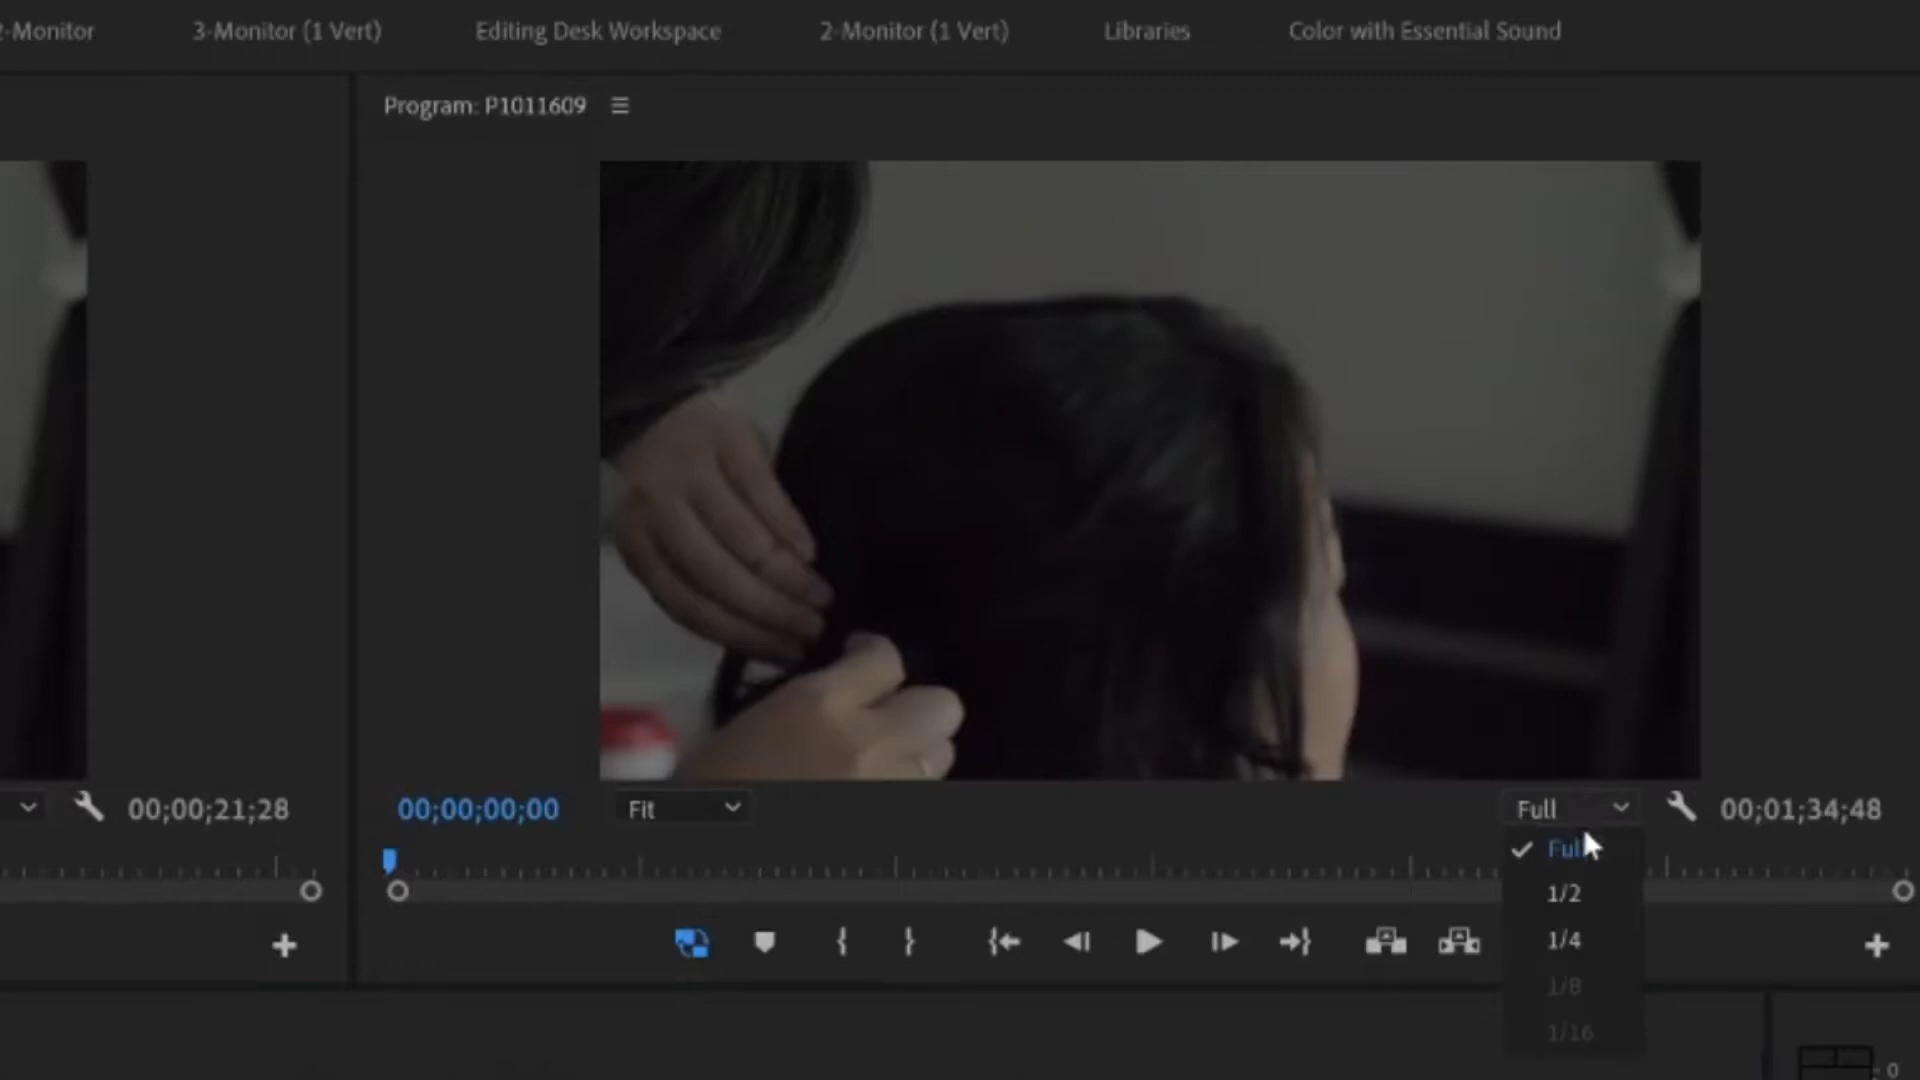 2-Monitor
3-Monitor (1 Vert)
Editing Desk Workspace
2-Monitor (1 Vert)
Libraries
Color with Essential Sound
Program: P1011609
00;00;21;28
00;00;00;00
Fit
Full
00;01;34;48
Full
1/2
1/4
1/8
1/16
0